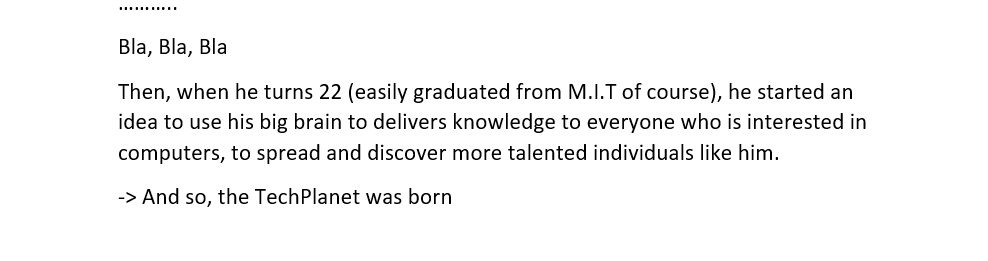 ………..
Bla, Bla, Bla
Then, when he turns 22 (easily graduated from M.I.T of course), he started an
idea to use his big brain to delivers knowledge to everyone who is interested in
computers, to spread and discover more talented individuals like him.
-> And so, the TechPlanet was born